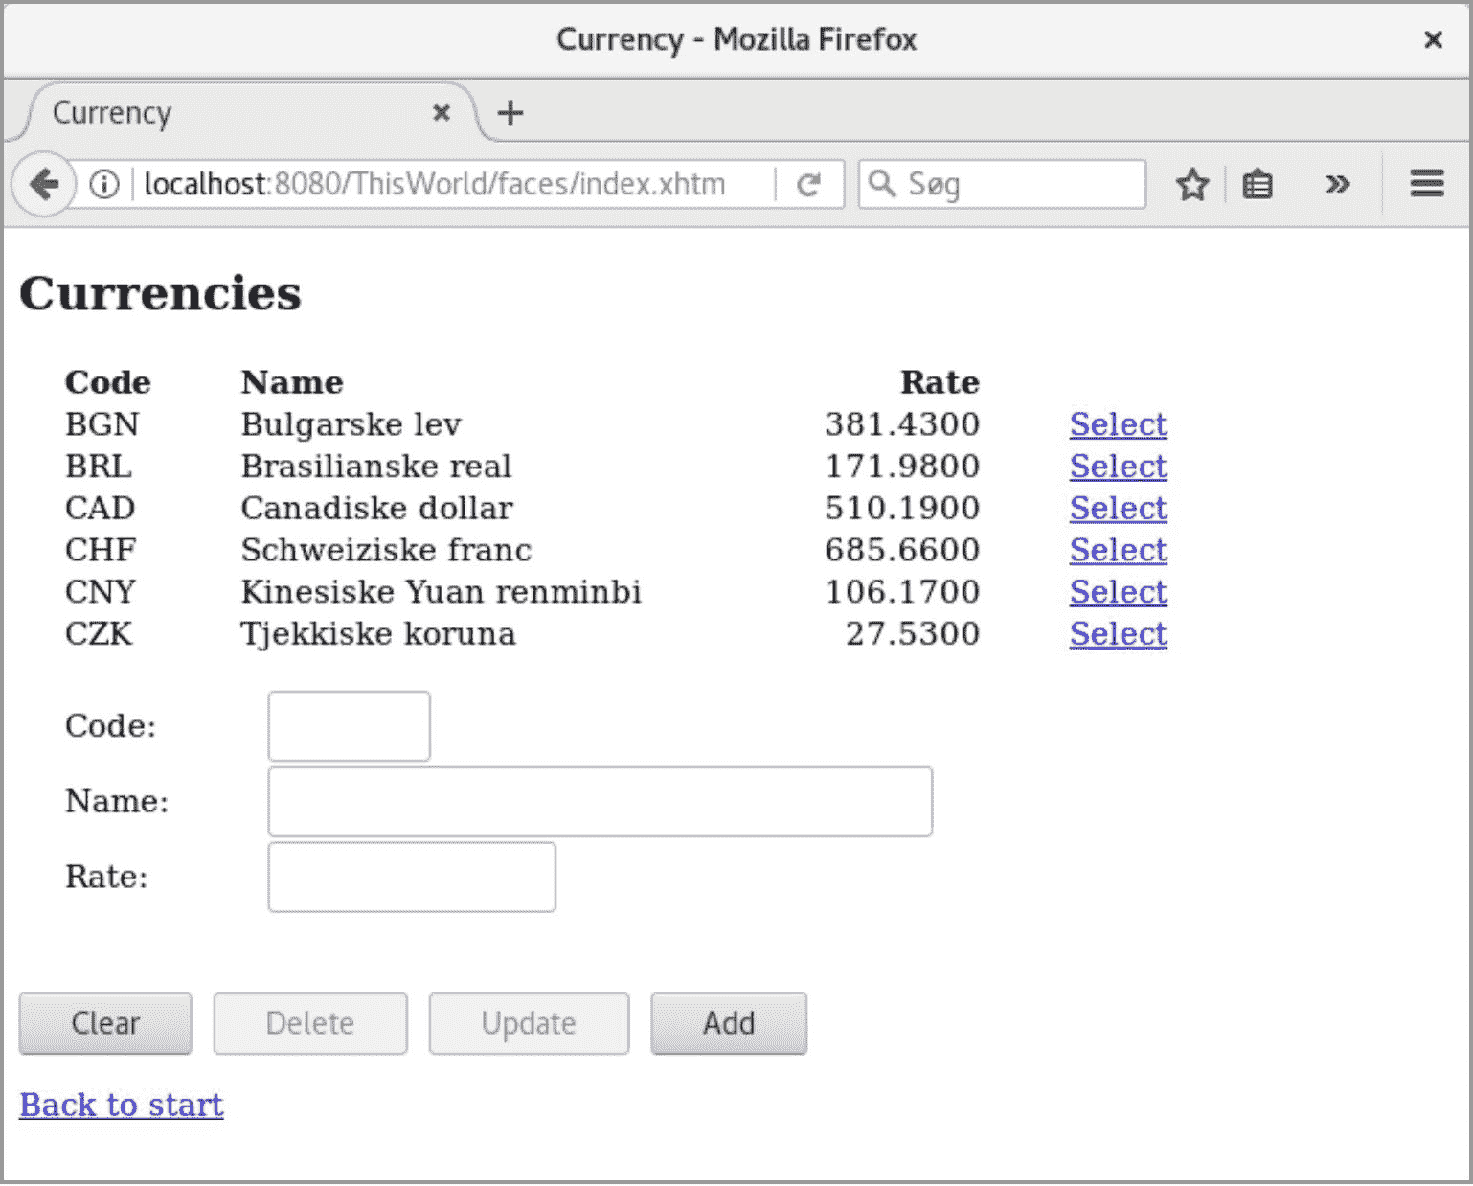 Currency - Mozilla Firefox
Currency
localhost:8080/ThisWorld/faces/index.xhtm
Søg
Currencies
Code Name Rate
BGN Bulgarske lev 381.4300 Select
BRL Brasilianske real 171.9800 Select
CAD Canadiske dollar 510.1900 Select
CHF Schweiziske franc 685.6600 Select
CNY Kinesiske Yuan renminbi 106.1700 Select
CZK Tjekkiske koruna 27.5300 Select
Code:
Name:
Rate:
Clear Delete Update Add
Back to start